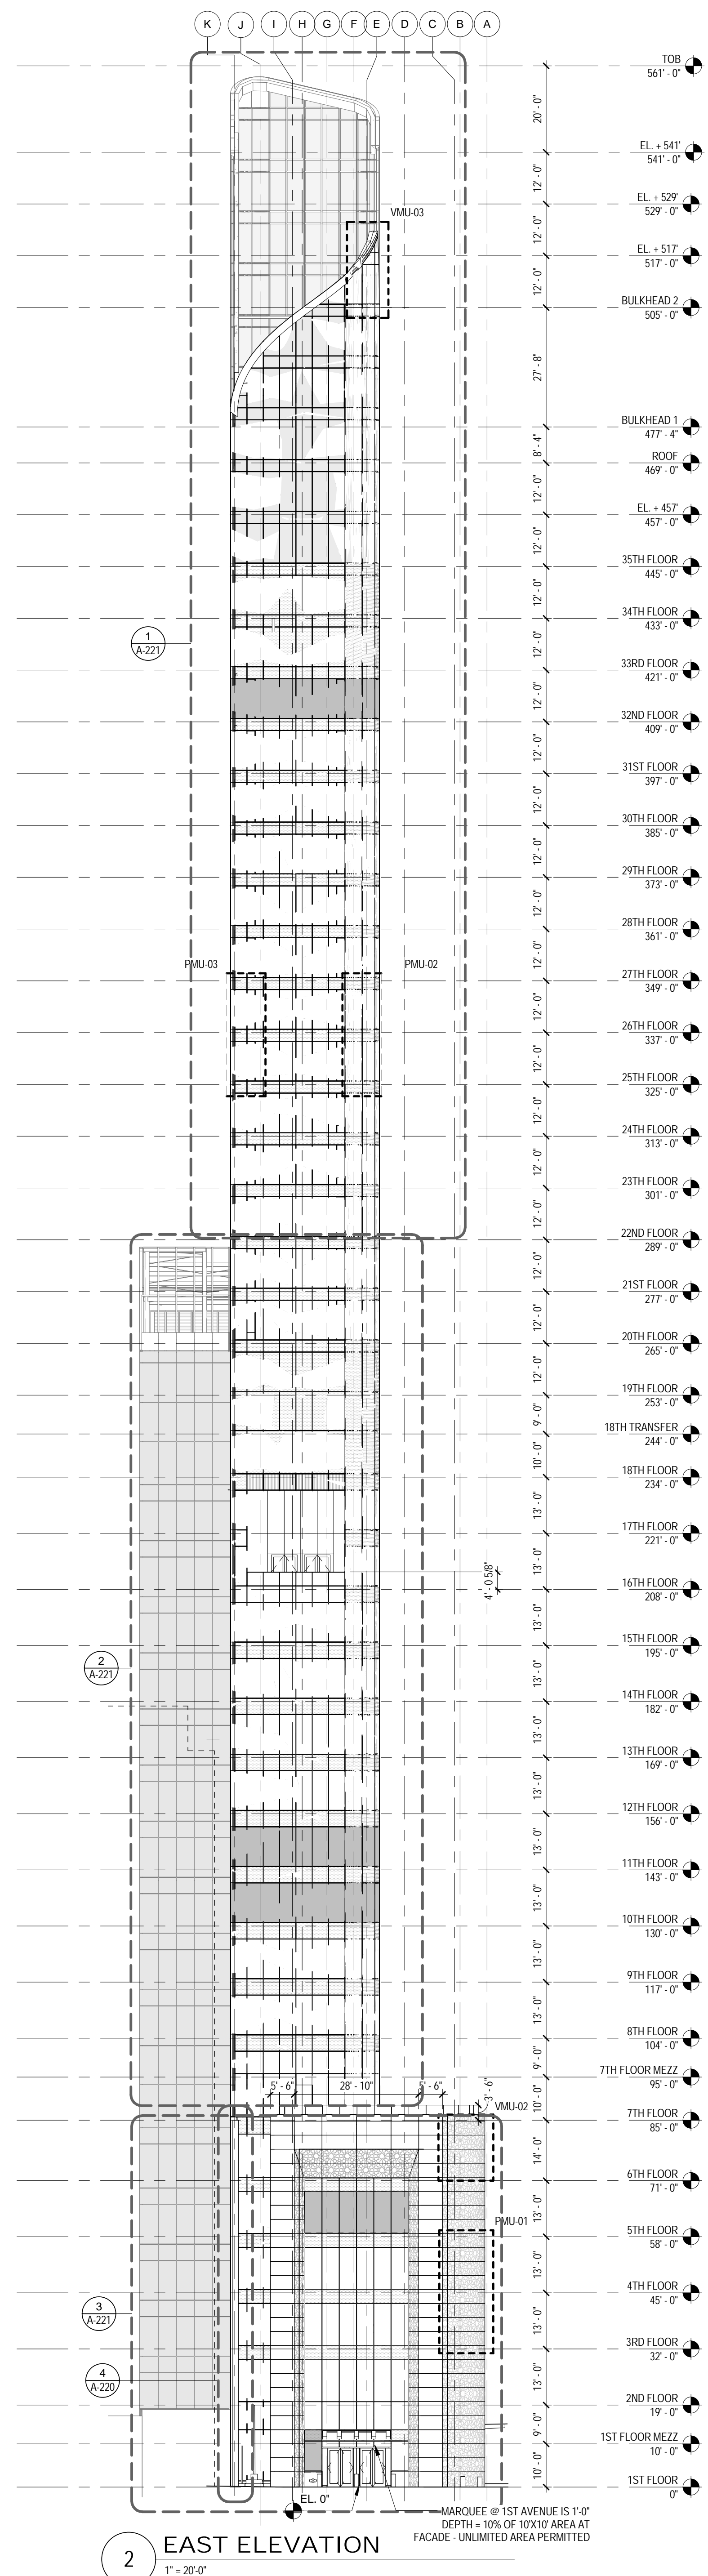 K J I H G F E D C B A
TOB
561' - 0"
20' - 0"
EL. + 541'
541' - 0"
12' - 0"
EL. + 529'
529' - 0"
VMU-03
12' - 0"
EL. + 517'
517' - 0"
12' - 0"
BULKHEAD 2
505' - 0"
27' - 8"
BULKHEAD 1
477' - 4"
8' - 4"
ROOF
469' - 0"
12' - 0"
EL. + 457'
457' - 0"
12' - 0"
35TH FLOOR
445' - 0"
12' - 0"
34TH FLOOR
433' - 0"
1
A-221
12' - 0"
33RD FLOOR
421' - 0"
12' - 0"
32ND FLOOR
409' - 0"
12' - 0"
31ST FLOOR
397' - 0"
12' - 0"
30TH FLOOR
385' - 0"
12' - 0"
29TH FLOOR
373' - 0"
12' - 0"
28TH FLOOR
361' - 0"
12' - 0"
PMU-03
PMU-02
27TH FLOOR
349' - 0"
12' - 0"
26TH FLOOR
337' - 0"
12' - 0"
25TH FLOOR
325' - 0"
12' - 0"
24TH FLOOR
313' - 0"
12' - 0"
23TH FLOOR
301' - 0"
12' - 0"
22ND FLOOR
289' - 0"
12' - 0"
21ST FLOOR
277' - 0"
12' - 0"
20TH FLOOR
265' - 0"
12' - 0"
19TH FLOOR
253' - 0"
9' - 0"
18TH TRANSFER
244' - 0"
10' - 0"
18TH FLOOR
234' - 0"
13' - 0"
17TH FLOOR
221' - 0"
13' - 0"
4' - 0 5/8"
16TH FLOOR
208' - 0"
13' - 0"
15TH FLOOR
195' - 0"
2
A-221
13' - 0"
14TH FLOOR
182' - 0"
13' - 0"
13TH FLOOR
169' - 0"
13' - 0"
12TH FLOOR
156' - 0"
13' - 0"
11TH FLOOR
143' - 0"
13' - 0"
10TH FLOOR
130' - 0"
13' - 0"
9TH FLOOR
117' - 0"
13' - 0"
8TH FLOOR
104' - 0"
9' - 0"
7TH FLOOR MEZZ
95' - 0"
5' - 6" 28' - 10" 5' - 6"
3' - 6"
10' - 0"
VMU-02
7TH FLOOR
85' - 0"
14' - 0"
6TH FLOOR
71' - 0"
13' - 0"
PMU-01
5TH FLOOR
58' - 0"
13' - 0"
4TH FLOOR
45' - 0"
3
A-221
13' - 0"
3RD FLOOR
32' - 0"
4
A-220
13' - 0"
2ND FLOOR
19' - 0"
9' - 0"
1ST FLOOR MEZZ
10' - 0"
10' - 0"
1ST FLOOR
0"
EL. 0"
MARQUEE @ 1ST AVENUE IS 1'-0"
DEPTH = 10% OF 10'X10' AREA AT
FACADE - UNLIMITED AREA PERMITTED
2
EAST ELEVATION
1" = 20'-0"